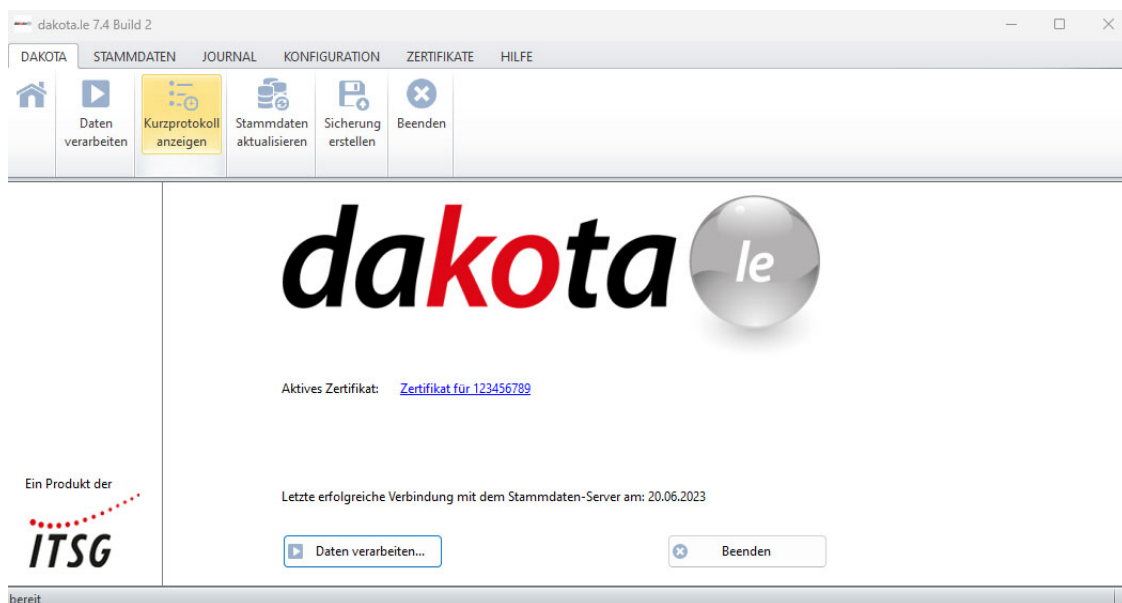 dakota.le 7.4 Build 2
DAKOTA STAMMDATEN JOURNAL KONFIGURATION ZERTIFIKATE HILFE
Daten verarbeiten
Kurzprotokoll anzeigen
Stammdaten aktualisieren
Sicherung erstellen
Beenden
dakota le
Aktives Zertifikat: Zertifikat für 123456789
Ein Produkt der
ITSG
Letzte erfolgreiche Verbindung mit dem Stammdaten-Server am: 20.06.2023
Daten verarbeiten... Beenden
bereit